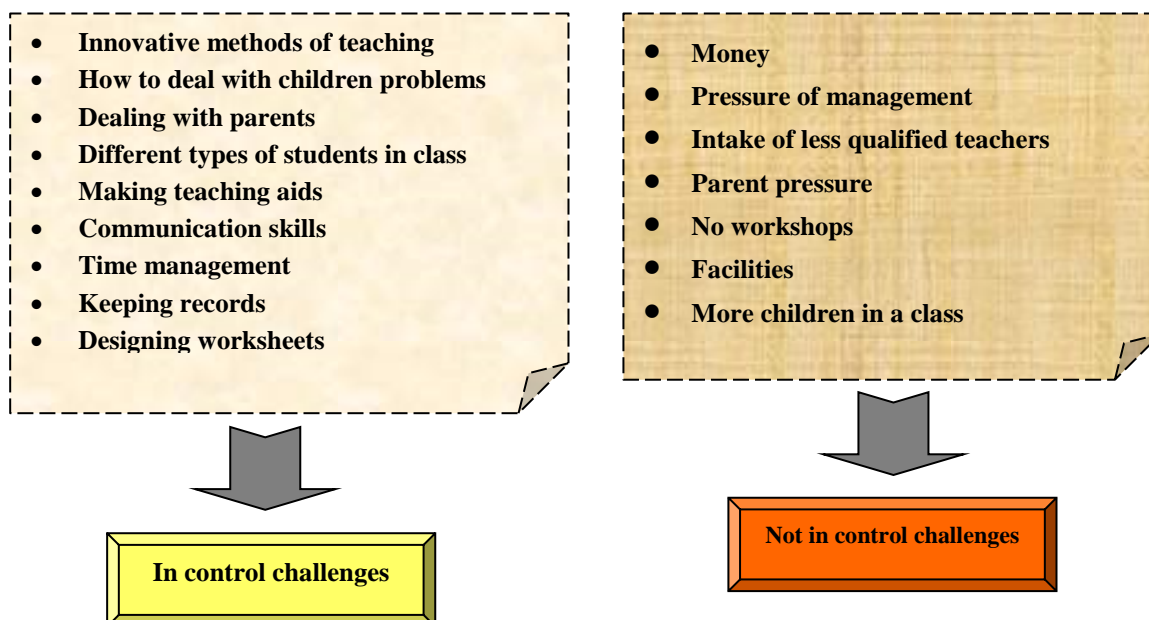 • Innovative methods of teaching
• How to deal with children problems
• Dealing with parents
• Different types of students in class
• Making teaching aids
• Communication skills
• Time management
• Keeping records
• Designing worksheets
In control challenges
• Money
• Pressure of management
• Intake of less qualified teachers
• Parent pressure
• No workshops
• Facilities
• More children in a class
Not in control challenges